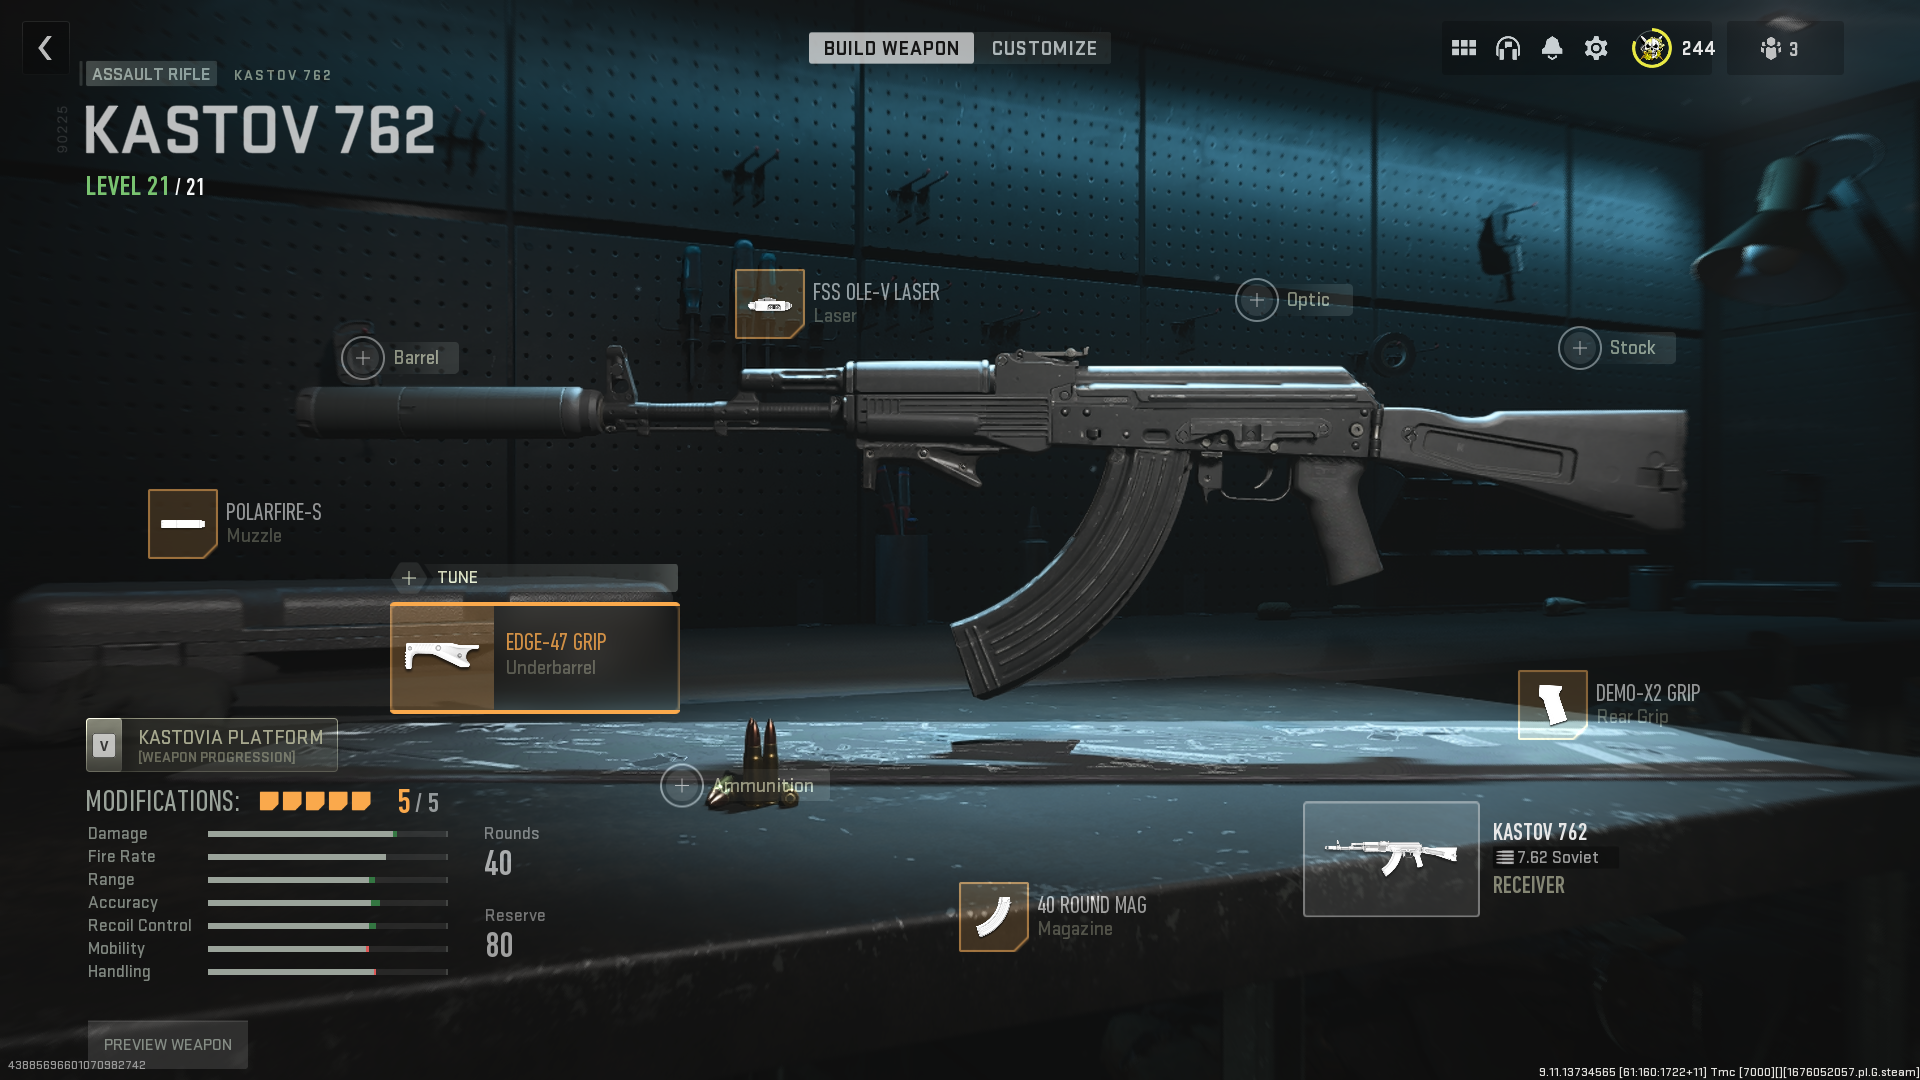 BUILD WEAPON
CUSTOMIZE
244
3
ASSAULT RIFLE
KASTOV 762
90225
KASTOV 762
LEVEL 21 / 21
FSS OLE-V LASER
Laser
Optic
Stock
Barrel
POLARFIRE-S
Muzzle
TUNE
EDGE-47 GRIP
Underbarrel
DEMO-X2 GRIP
Rear Grip
V
KASTOVIA PLATFORM
[WEAPON PROGRESSION]
Ammunition
MODIFICATIONS: 5 / 5
Damage
Fire Rate
Range
Accuracy
Recoil Control
Mobility
Handling
Rounds
40
Reserve
80
KASTOV 762
7.62 Soviet
RECEIVER
40 ROUND MAG
Magazine
PREVIEW WEAPON
43885696601070982742
9.11.13734565 [61:160:1722+11] Tmc [7000][][1676052057.pl.G.steam]